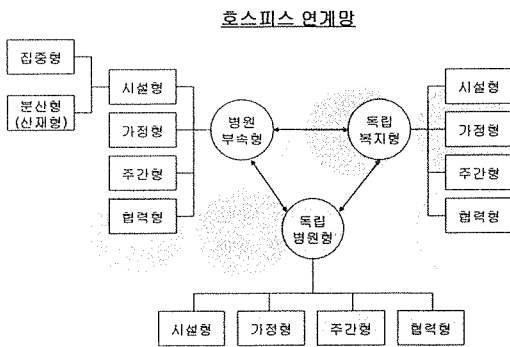 호스피스 연계망
집중형
분산형
(산재형)
시설형
가정형
주간형
협력형
병원
부속형
독립
복지형
시설형
가정형
주간형
협력형
독립
병원형
시설형
가정형
주간형
협력형